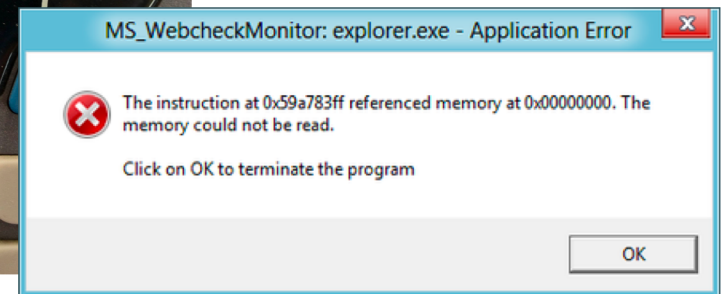 MS_WebcheckMonitor: explorer.exe - Application Error
The instruction at 0x59a783ff referenced memory at 0x00000000. The
memory could not be read.
Click on OK to terminate the program
OK